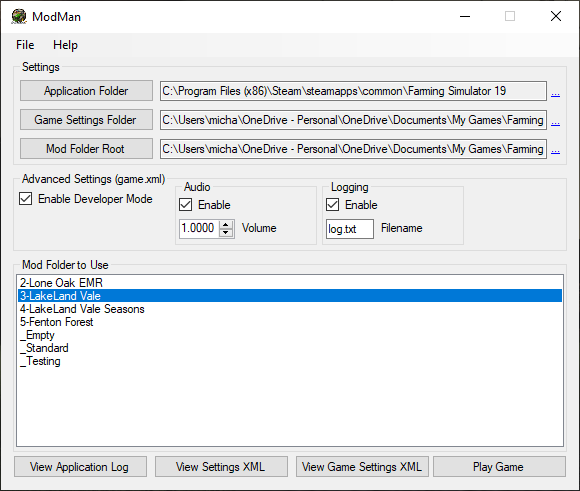 ModMan
File Help
Settings
Application Folder C:\Program Files (x86)\Steam\steamapps\common\Farming Simulator 19 ...
Game Settings Folder C:\Users\micha\OneDrive - Personal\OneDrive\Documents\My Games\Farming ...
Mod Folder Root C:\Users\micha\OneDrive - Personal\OneDrive\Documents\My Games\Farming ...
Advanced Settings (game.xml) Audio Logging
Enable Developer Mode Enable Enable
1.0000 Volume log.txt Filename
Mod Folder to Use
2-Lone Oak EMR
3-LakeLand Vale
4-LakeLand Vale Seasons
5-Fenton Forest
_Empty
_Standard
_Testing
View Application Log View Settings XML View Game Settings XML Play Game